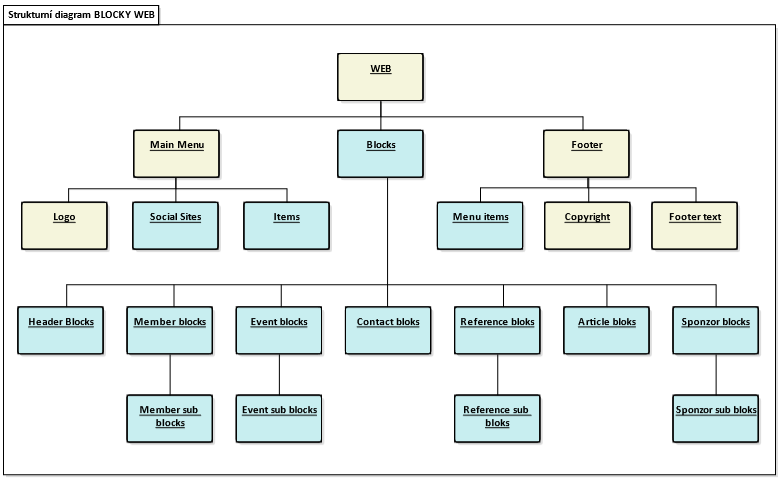 Strukturní diagram BLOCKY WEB
WEB
Main Menu
Blocks
Footer
Logo
Social Sites
Items
Menu items
Copyright
Footer text
Header Blocks
Member blocks
Event blocks
Contact bloks
Reference bloks
Article bloks
Sponzor blocks
Member sub
blocks
Event sub blocks
Reference sub
bloks
Sponzor sub bloks